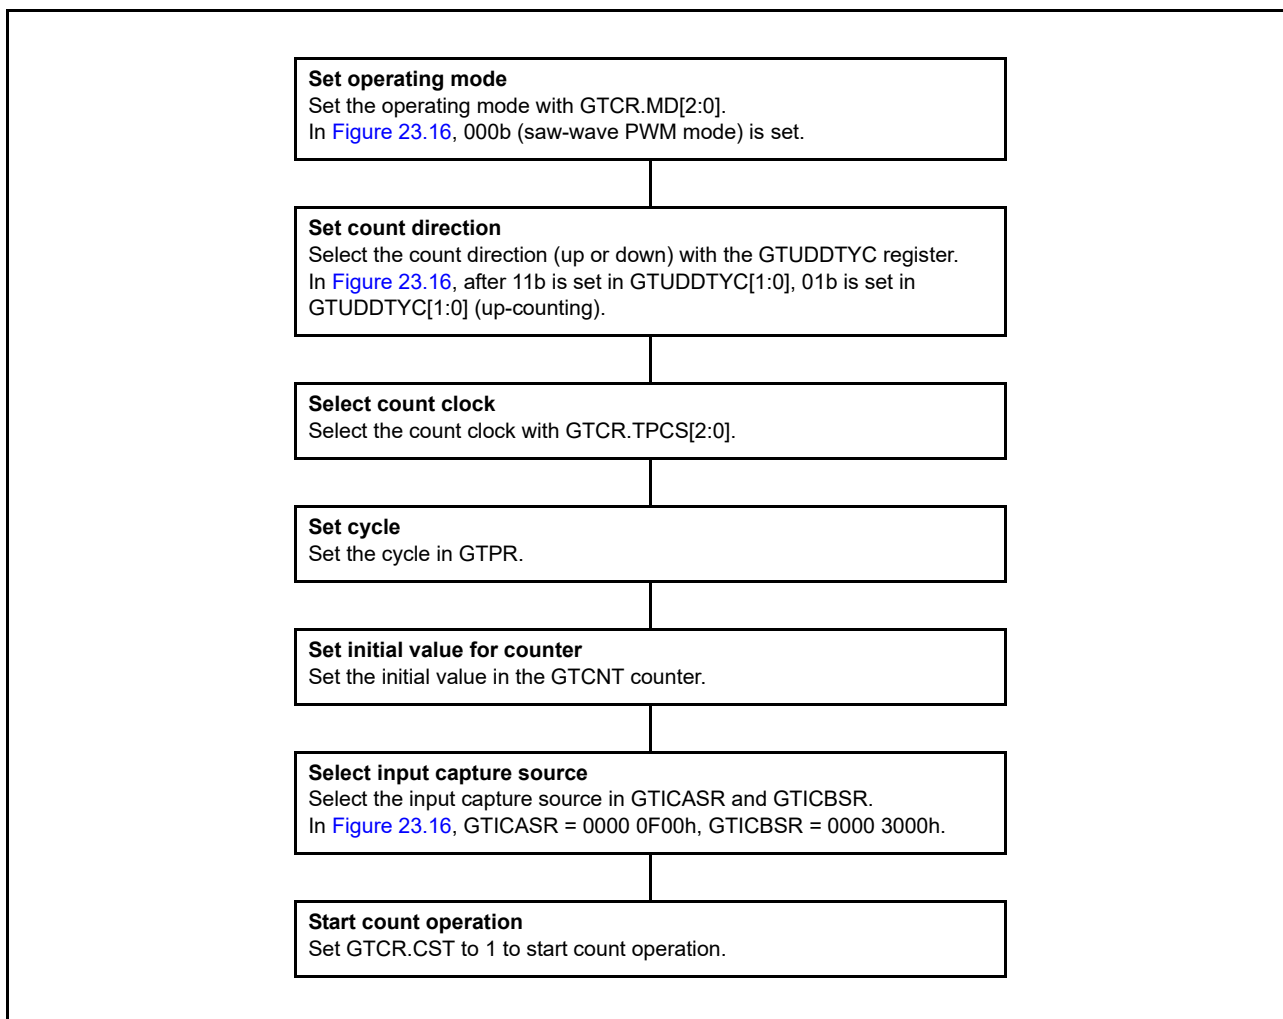 Set operating mode
Set the operating mode with GTCR.MD[2:0].
In Figure 23.16, 000b (saw-wave PWM mode) is set.
Set count direction
Select the count direction (up or down) with the GTUDDTYC register.
In Figure 23.16, after 11b is set in GTUDDTYC[1:0], 01b is set in
GTUDDTYC[1:0] (up-counting).
Select count clock
Select the count clock with GTCR.TPCS[2:0].
Set cycle
Set the cycle in GTPR.
Set initial value for counter
Set the initial value in the GTCNT counter.
Select input capture source
Select the input capture source in GTICASR and GTICBSR.
In Figure 23.16, GTICASR = 0000 0F00h, GTICBSR = 0000 3000h.
Start count operation
Set GTCR.CST to 1 to start count operation.